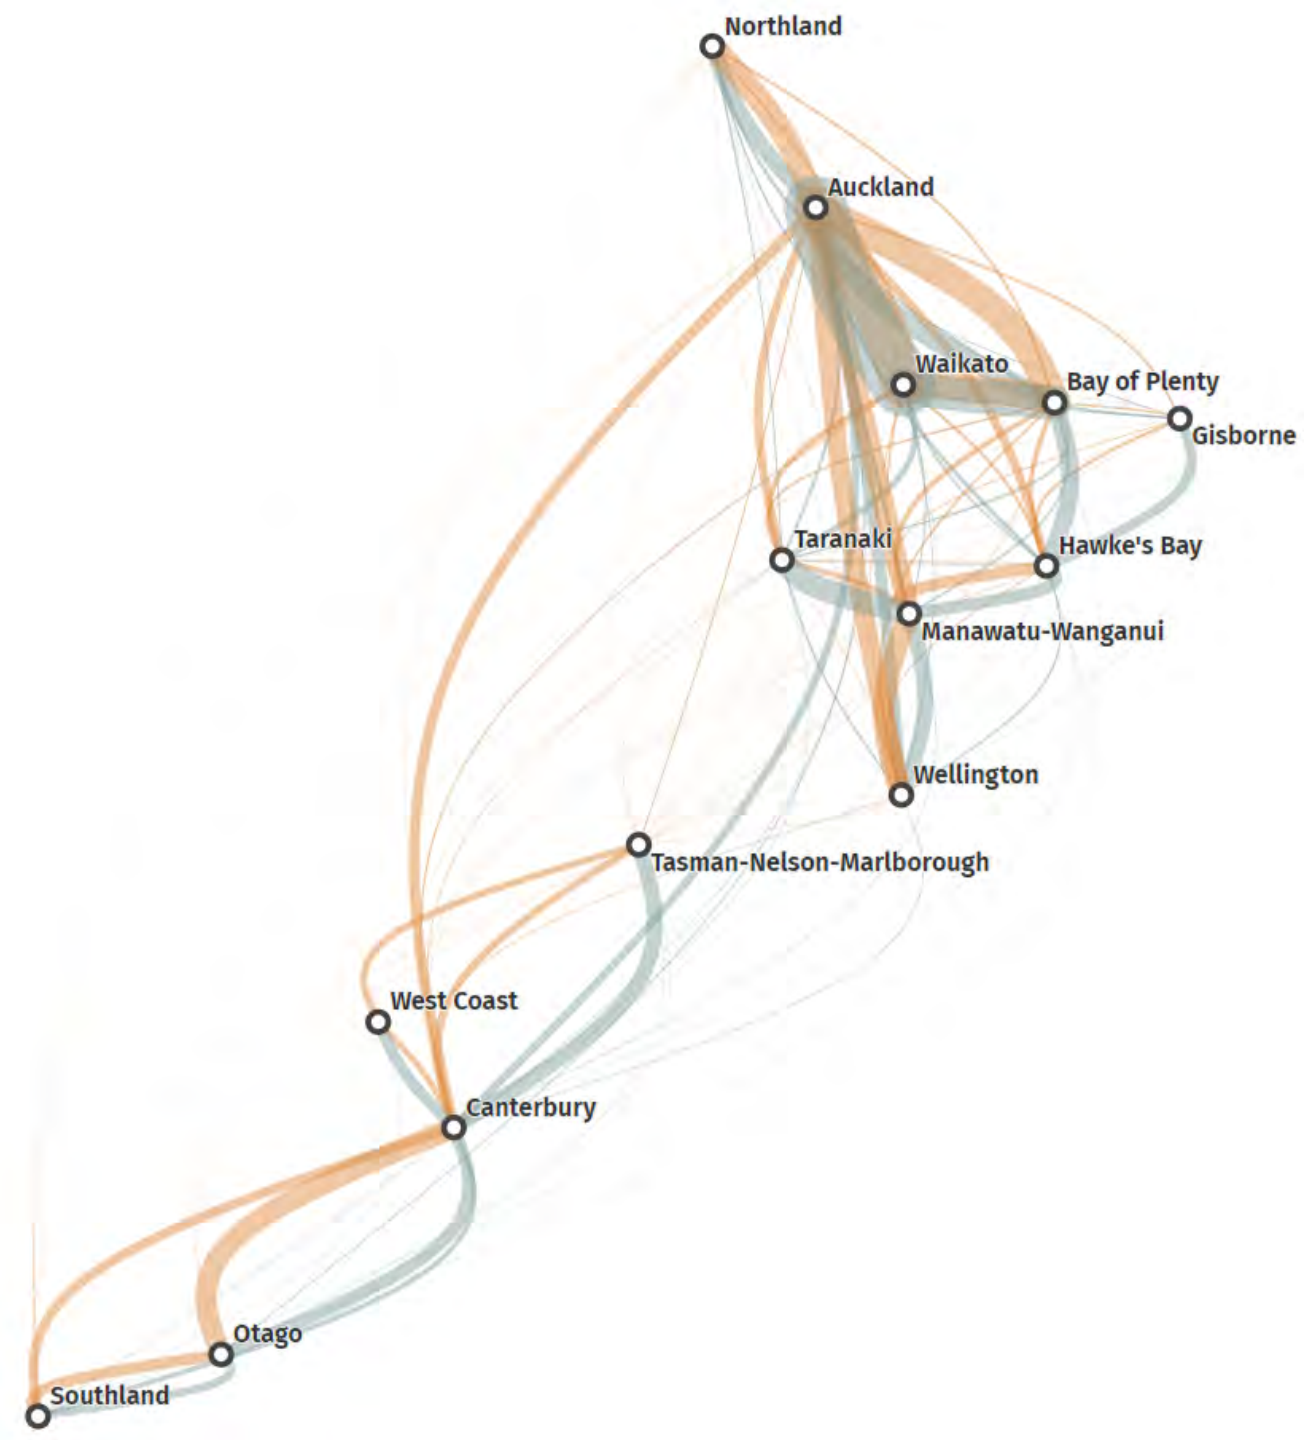 Northland
Auckland
Waikato
Bay of Plenty
Gisborne
Taranaki
Hawke's Bay
Manawatu-Wanganui
Wellington
Tasman-Nelson-Marlborough
West Coast
Canterbury
Otago
Southland